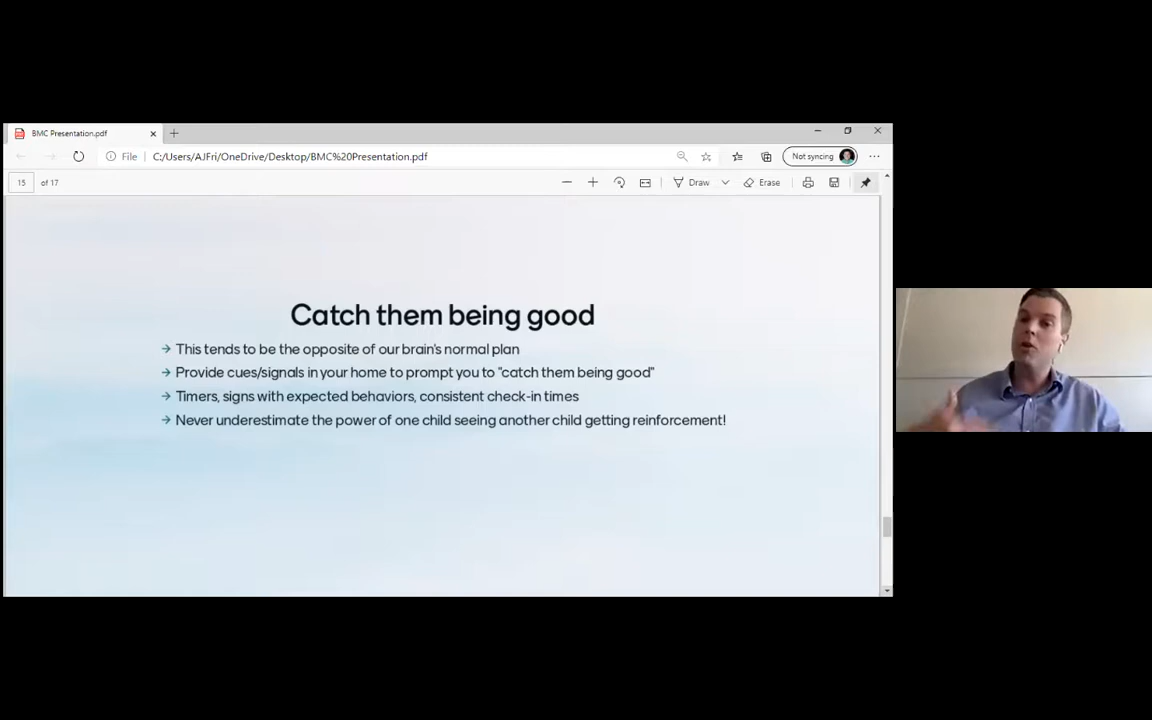 BMC Presentation.pdf
File C:/Users/AJFri/OneDrive/Desktop/BMC%20Presentation.pdf Not syncing
15 of 17 Draw Erase
Catch them being good
→ This tends to be the opposite of our brain's normal plan
→ Provide cues/signals in your home to prompt you to "catch them being good"
→ Timers, signs with expected behaviors, consistent check-in times
→ Never underestimate the power of one child seeing another child getting reinforcement!